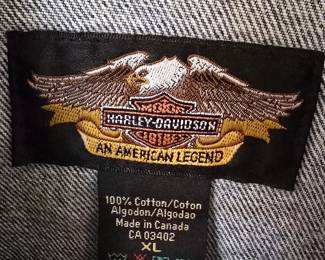 MOTOR
HARLEY-DAVIDSON
CYCLES
AN AMERICAN LEGEND
100% Cotton/Coton
Algodon/Algodao
Made in Canada
CA 03402
XL